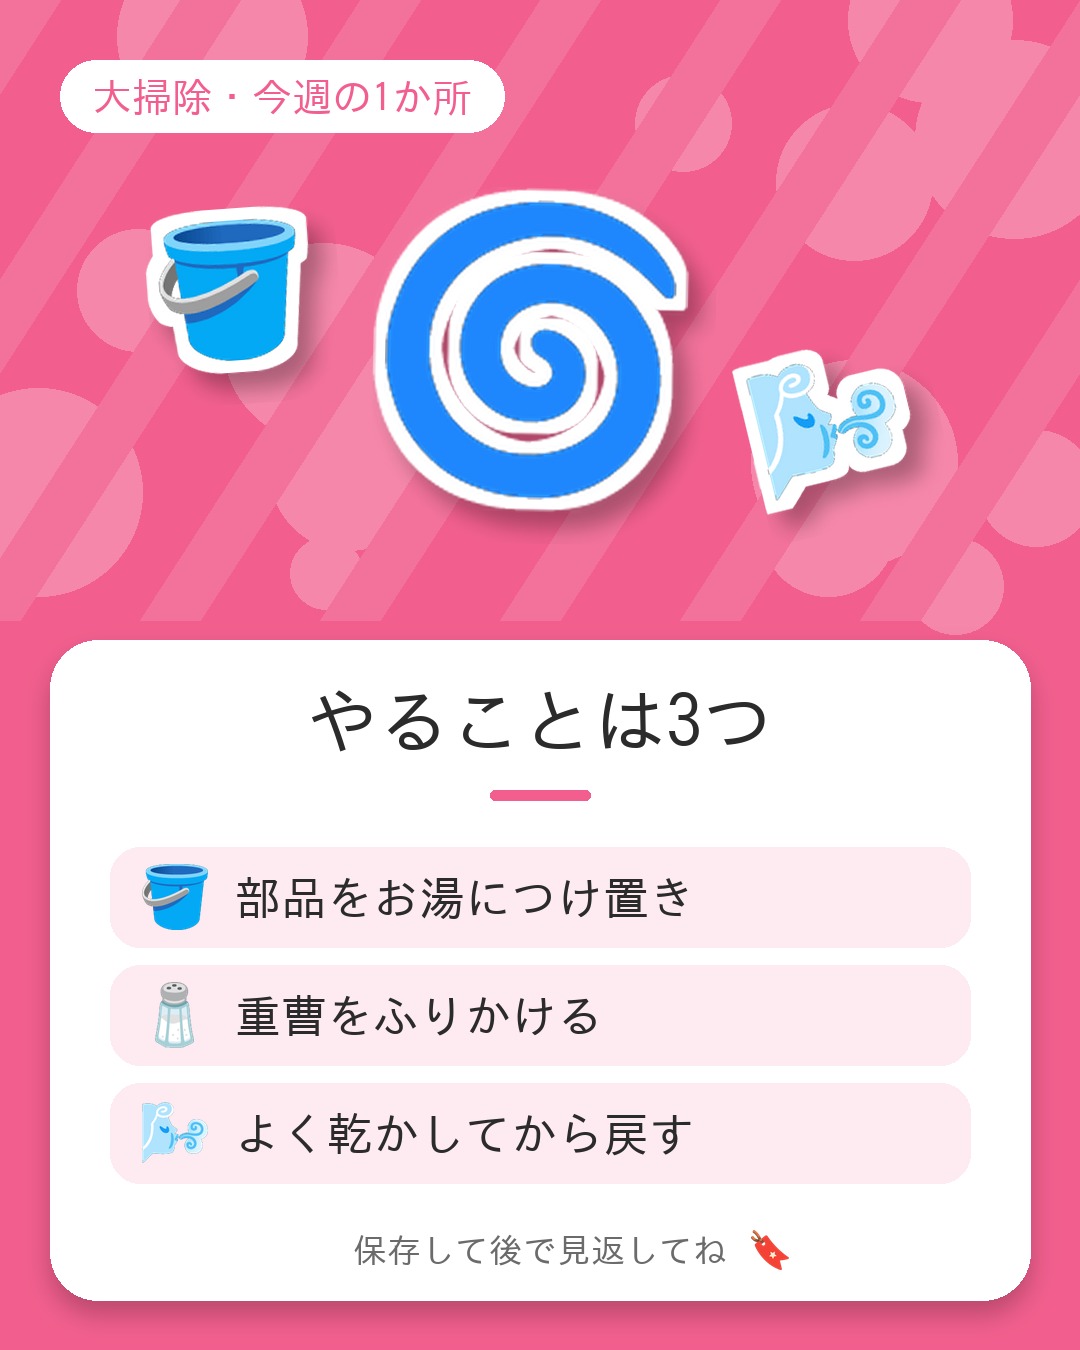 大掃除・今週の1か所
やることは3つ
部品をお湯につけ置き
重曹をふりかける
よく乾かしてから戻す
保存して後で見返してね